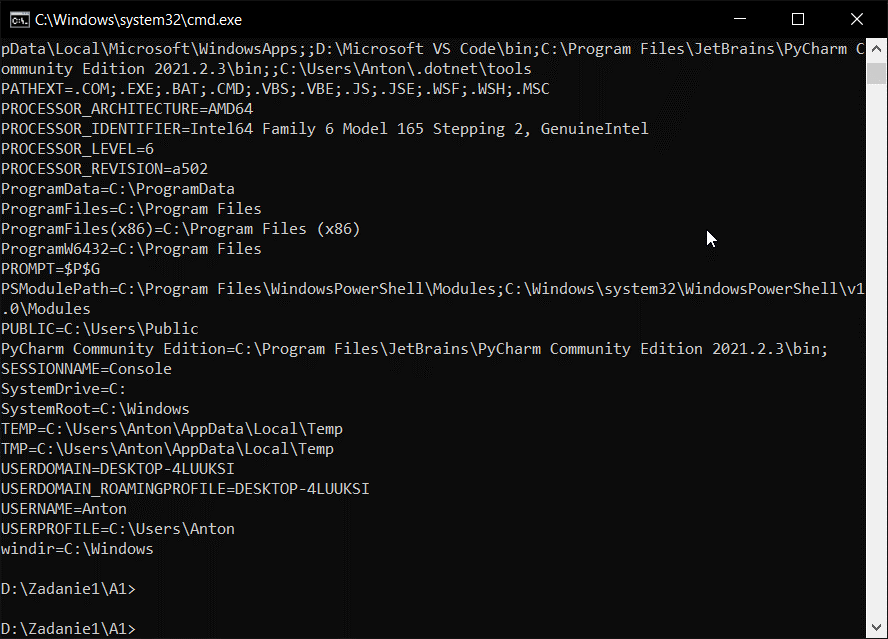 C:\Windows\system32\cmd.exe
pData\Local\Microsoft\WindowsApps;;D:\Microsoft VS Code\bin;C:\Program Files\JetBrains\PyCharm C
ommunity Edition 2021.2.3\bin;;C:\Users\Anton\.dotnet\tools
PATHEXT=.COM;.EXE;.BAT;.CMD;.VBS;.VBE;.JS;.JSE;.WSF;.WSH;.MSC
PROCESSOR_ARCHITECTURE=AMD64
PROCESSOR_IDENTIFIER=Intel64 Family 6 Model 165 Stepping 2, GenuineIntel
PROCESSOR_LEVEL=6
PROCESSOR_REVISION=a502
ProgramData=C:\ProgramData
ProgramFiles=C:\Program Files
ProgramFiles(x86)=C:\Program Files (x86)
ProgramW6432=C:\Program Files
PROMPT=$P$G
PSModulePath=C:\Program Files\WindowsPowerShell\Modules;C:\Windows\system32\WindowsPowerShell\v1
.0\Modules
PUBLIC=C:\Users\Public
PyCharm Community Edition=C:\Program Files\JetBrains\PyCharm Community Edition 2021.2.3\bin;
SESSIONNAME=Console
SystemDrive=C:
SystemRoot=C:\Windows
TEMP=C:\Users\Anton\AppData\Local\Temp
TMP=C:\Users\Anton\AppData\Local\Temp
USERDOMAIN=DESKTOP-4LUUKSI
USERDOMAIN_ROAMINGPROFILE=DESKTOP-4LUUKSI
USERNAME=Anton
USERPROFILE=C:\Users\Anton
windir=C:\Windows
D:\Zadanie1\A1>
D:\Zadanie1\A1>